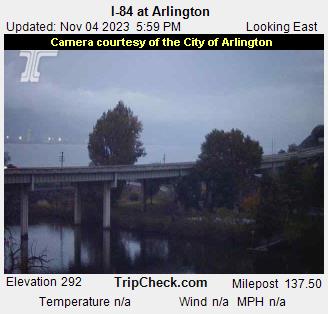 I-84 at Arlington
Updated: Nov 04 2023 5:59 PM Looking East
Camera courtesy of the City of Arlington
Elevation 292 TripCheck.com Milepost 137.50
Temperature n/a Wind n/a MPH n/a